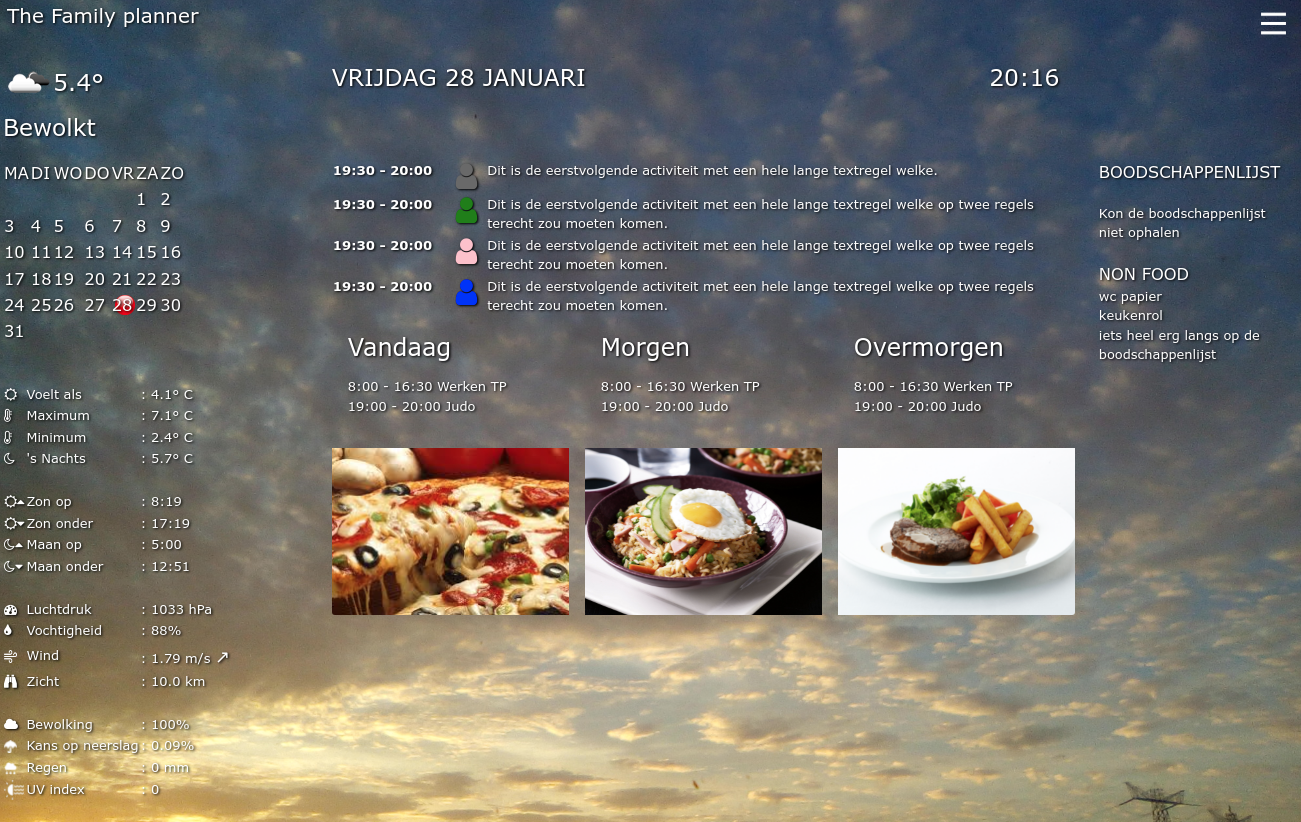 The Family planner
5.4°
Bewolkt
MA DI WO DO VR ZA ZO
1 2
3 4 5 6 7 8 9
10 11 12 13 14 15 16
17 18 19 20 21 22 23
24 25 26 27 28 29 30
31
Voelt als : 4.1° C
Maximum : 7.1° C
Minimum : 2.4° C
's Nachts : 5.7° C
Zon op : 8:19
Zon onder : 17:19
Maan op : 5:00
Maan onder : 12:51
Luchtdruk : 1033 hPa
Vochtigheid : 88%
Wind : 1.79 m/s ↗
Zicht : 10.0 km
Bewolking : 100%
Kans op neerslag : 0.09%
Regen : 0 mm
UV index : 0
VRIJDAG 28 JANUARI 20:16
19:30 - 20:00 Dit is de eerstvolgende activiteit met een hele lange textregel welke.
19:30 - 20:00 Dit is de eerstvolgende activiteit met een hele lange textregel welke op twee regels
terecht zou moeten komen.
19:30 - 20:00 Dit is de eerstvolgende activiteit met een hele lange textregel welke op twee regels
terecht zou moeten komen.
19:30 - 20:00 Dit is de eerstvolgende activiteit met een hele lange textregel welke op twee regels
terecht zou moeten komen.
Vandaag
8:00 - 16:30 Werken TP
19:00 - 20:00 Judo
Morgen
8:00 - 16:30 Werken TP
19:00 - 20:00 Judo
Overmorgen
8:00 - 16:30 Werken TP
19:00 - 20:00 Judo
BOODSCHAPPENLIJST
Kon de boodschappenlijst
niet ophalen
NON FOOD
wc papier
keukenrol
iets heel erg langs op de
boodschappenlijst